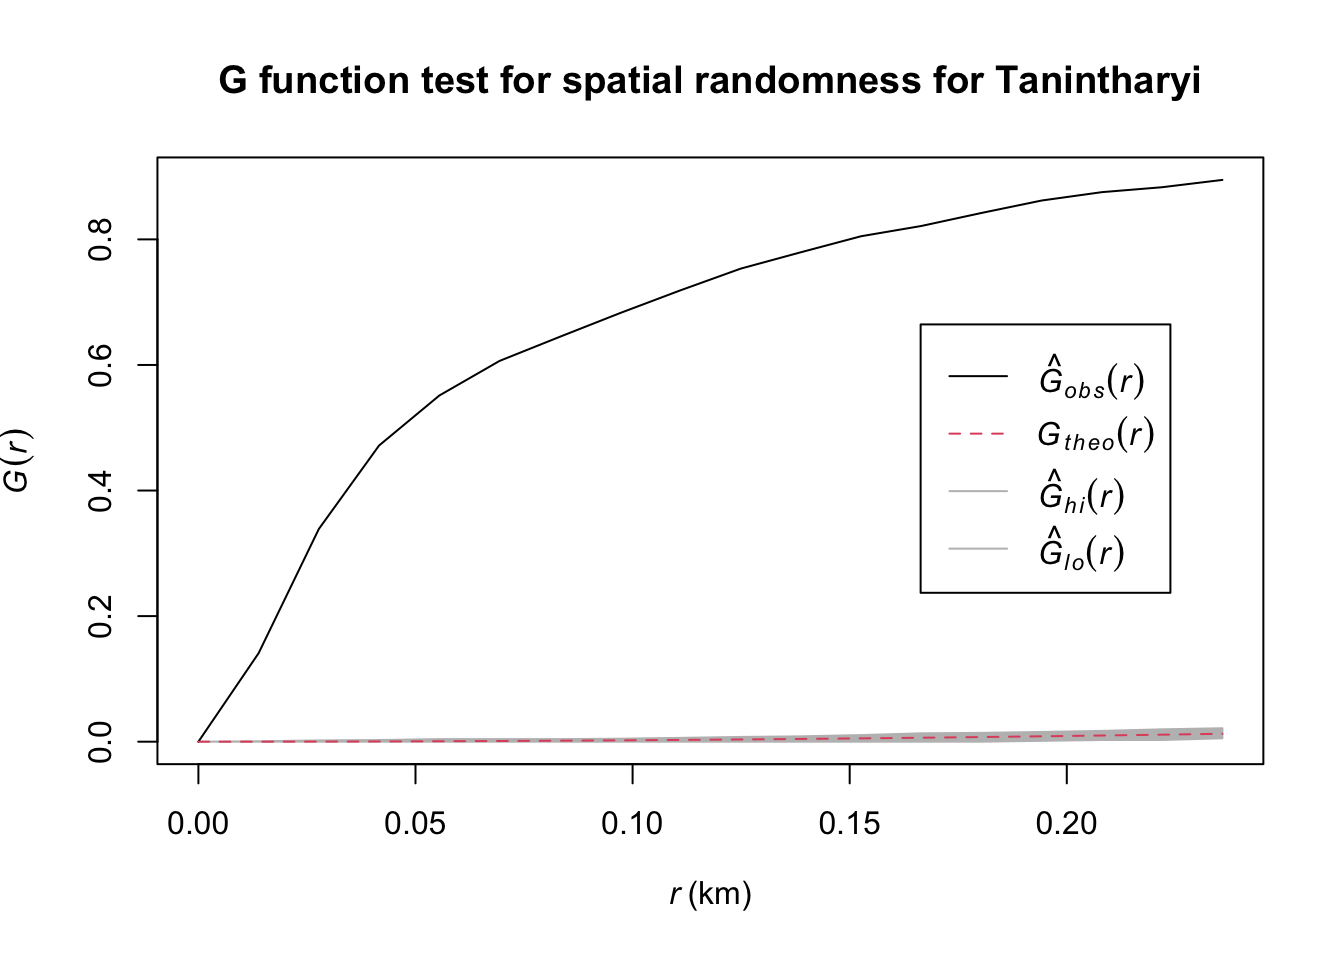 G function test for spatial randomness for Tanintharyi
G(r)
0.8
0.6
0.4
0.2
0.0
Ĝobs(r)
Gtheo(r)
Ĝhi(r)
Ĝlo(r)
0.00 0.05 0.10 0.15 0.20
r (km)